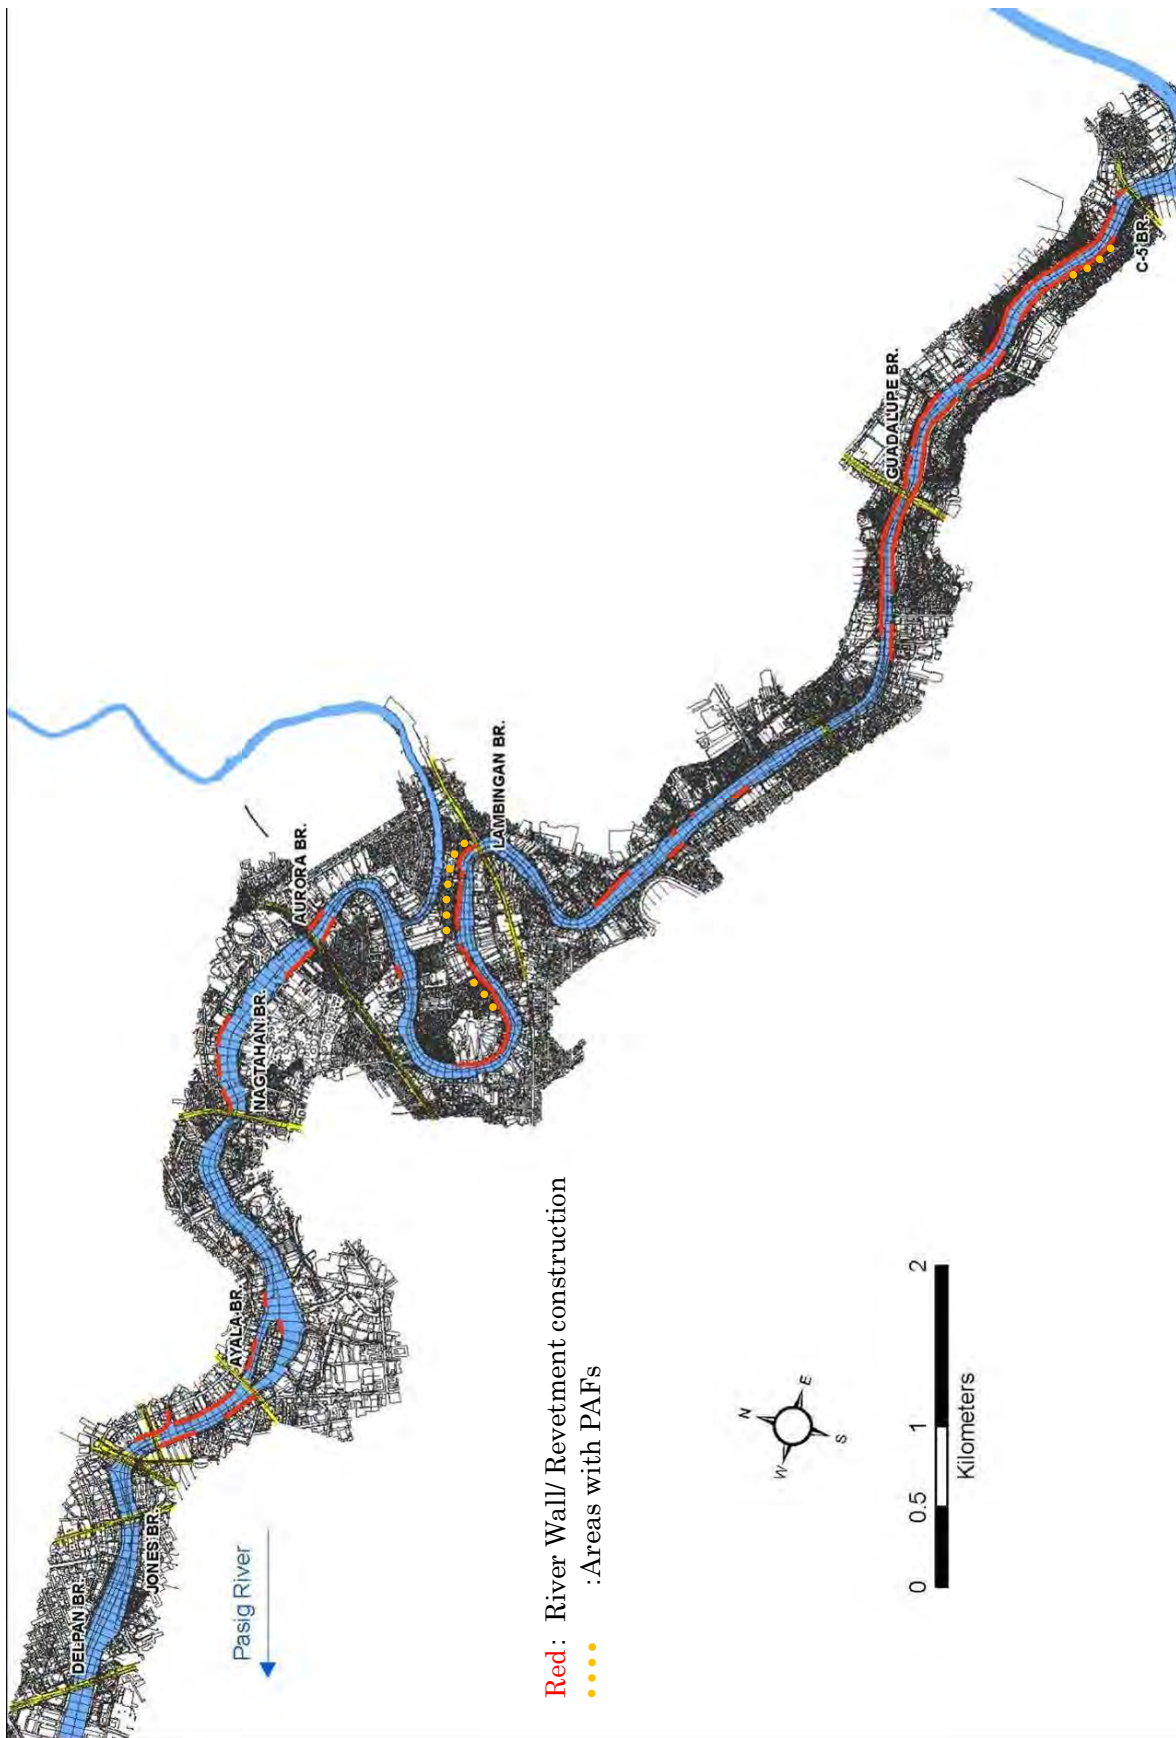 DELPAN BR.
JONES BR.
AYALA BR.
NAGTAHAN BR.
AURORA BR.
LAMBINGAN BR.
GUADALUPE BR.
C-5 BR.
Pasig River
Red : River Wall/ Revetment construction
:Areas with PAFs
N
W
E
S
0 0.5 1 2
Kilometers